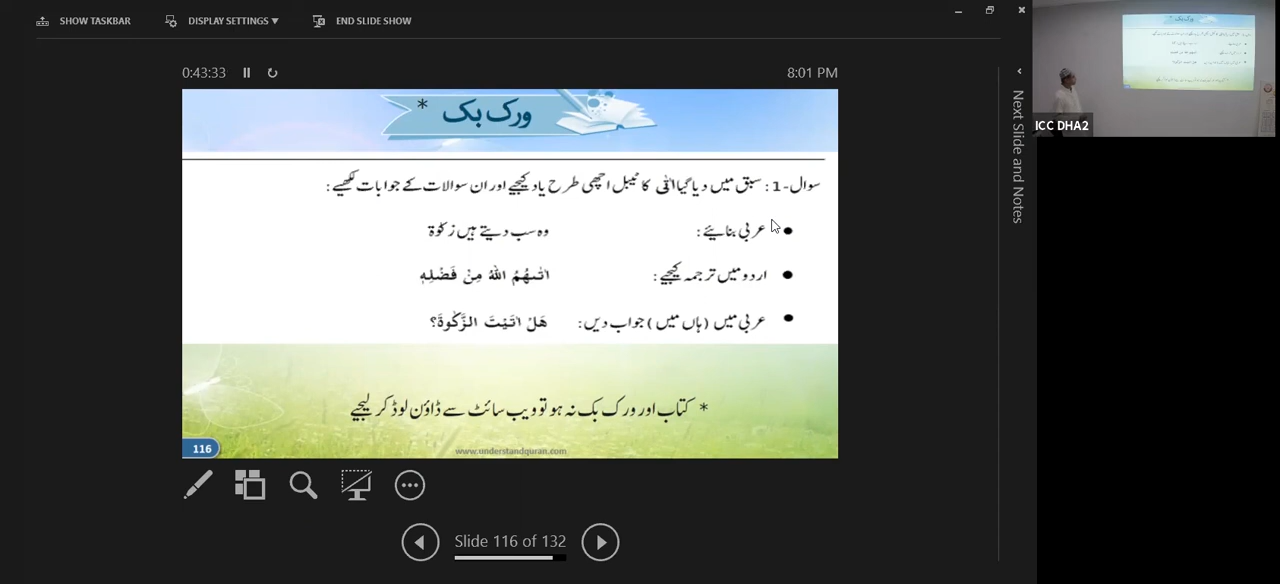 SHOW TASKBAR DISPLAY SETTINGS ▼ END SLIDE SHOW
0:43:33 8:01 PM
ورک بک *
سوال-1: سبق میں دیا گیا اٰتٰی کا ٹیبل اچھی طرح یاد کیجیے اور ان سوالات کے جوابات لکھیے:
● عربی بنائیے: وہ سب دیتے ہیں زکوٰۃ
● اردو میں ترجمہ کیجیے: اٰتٰىهُمُ اللّٰهُ مِنْ فَضْلِهٖ
● عربی میں (ہاں میں) جواب دیں: هَلْ اٰتَيْتَ الزَّكٰوةَ؟
* کتاب اور ورک بک نہ ہو تو ویب سائٹ سے ڈاؤن لوڈ کر لیجیے
116
www.understandquran.com
Slide 116 of 132
Next Slide and Notes
ورک بک
ICC DHA2